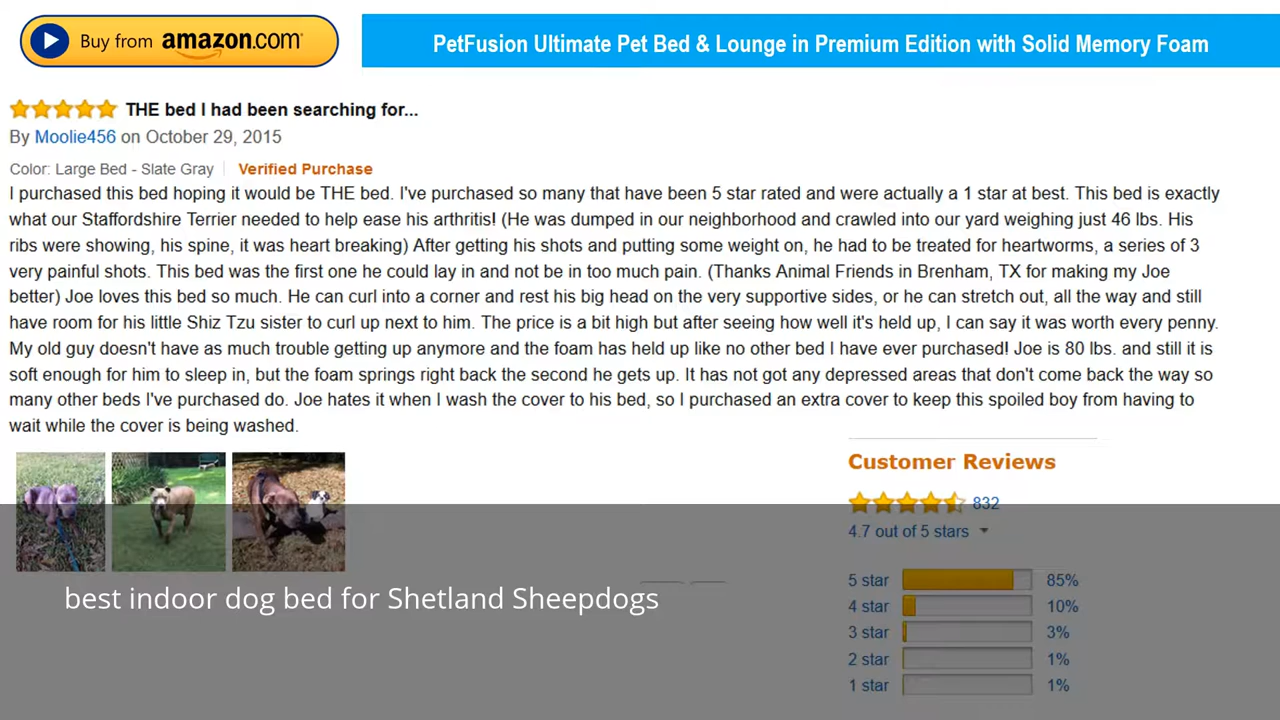 Buy from amazon.com
PetFusion Ultimate Pet Bed & Lounge in Premium Edition with Solid Memory Foam
THE bed I had been searching for...
By Moolie456 on October 29, 2015
Color: Large Bed - Slate Gray Verified Purchase
I purchased this bed hoping it would be THE bed. I've purchased so many that have been 5 star rated and were actually a 1 star at best. This bed is exactly
what our Staffordshire Terrier needed to help ease his arthritis! (He was dumped in our neighborhood and crawled into our yard weighing just 46 lbs. His
ribs were showing, his spine, it was heart breaking) After getting his shots and putting some weight on, he had to be treated for heartworms, a series of 3
very painful shots. This bed was the first one he could lay in and not be in too much pain. (Thanks Animal Friends in Brenham, TX for making my Joe
better) Joe loves this bed so much. He can curl into a corner and rest his big head on the very supportive sides, or he can stretch out, all the way and still
have room for his little Shiz Tzu sister to curl up next to him. The price is a bit high but after seeing how well it's held up, I can say it was worth every penny.
My old guy doesn't have as much trouble getting up anymore and the foam has held up like no other bed I have ever purchased! Joe is 80 lbs. and still it is
soft enough for him to sleep in, but the foam springs right back the second he gets up. It has not got any depressed areas that don't come back the way so
many other beds I've purchased do. Joe hates it when I wash the cover to his bed, so I purchased an extra cover to keep this spoiled boy from having to
wait while the cover is being washed.
Customer Reviews
832
4.7 out of 5 stars
5 star 85%
4 star 10%
3 star 3%
2 star 1%
1 star 1%
best indoor dog bed for Shetland Sheepdogs